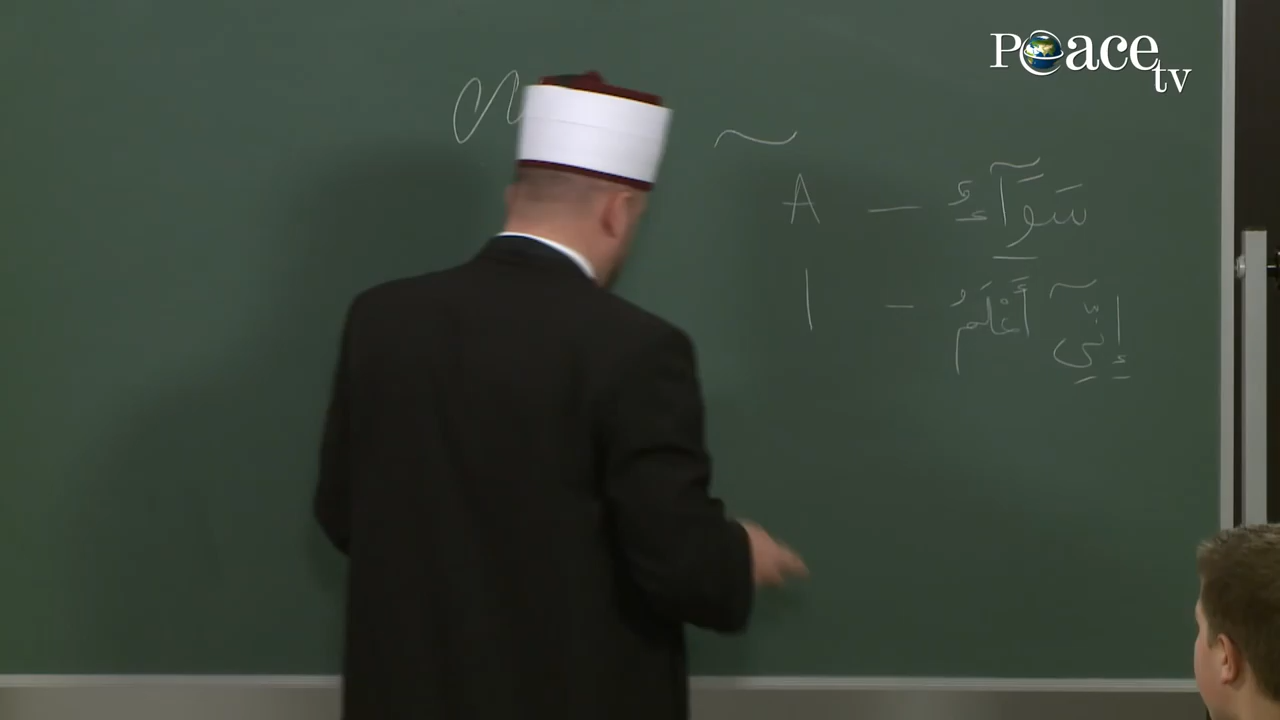 Peace tv
~
A – سَوَآءٌ
I – إِنِّيٓ أَعْلَمُ